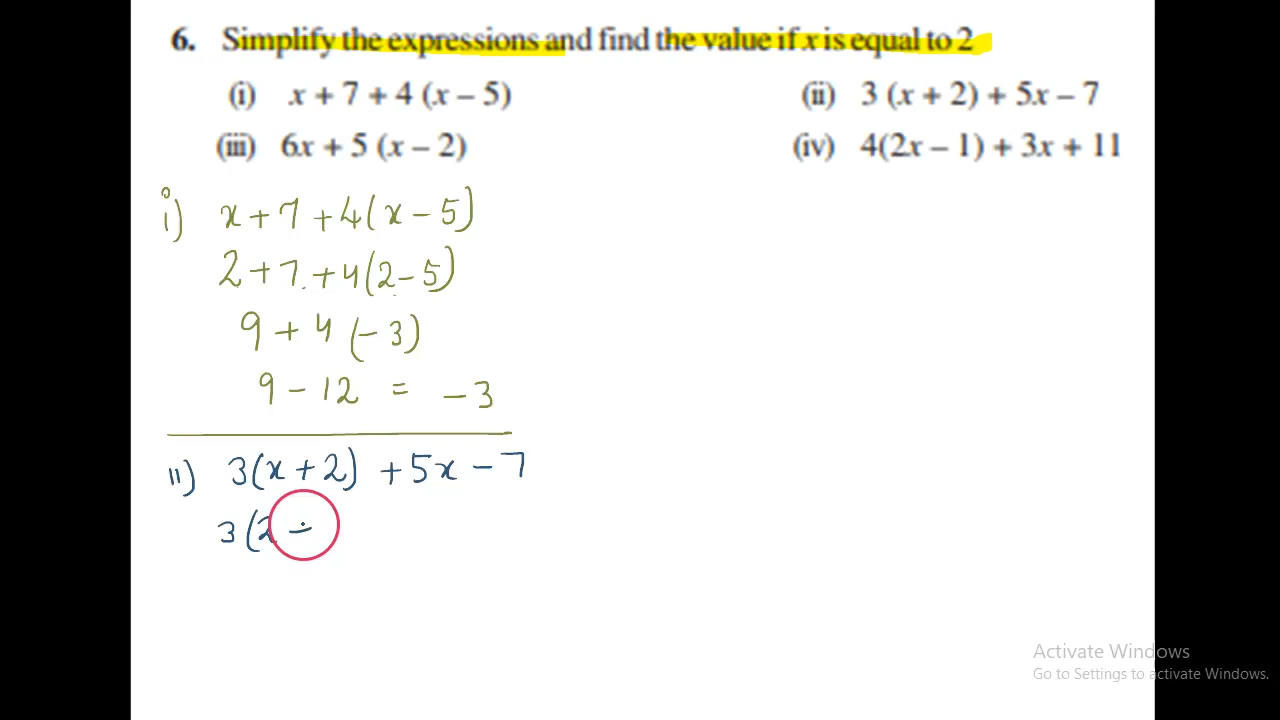 6. Simplify the expressions and find the value if x is equal to 2
(i) x + 7 + 4 (x – 5) (ii) 3 (x + 2) + 5x – 7
(iii) 6x + 5 (x – 2) (iv) 4(2x – 1) + 3x + 11
i) x + 7 + 4(x – 5)
2 + 7 + 4(2 – 5)
9 + 4 (– 3)
9 – 12 = – 3
ii) 3(x + 2) + 5x – 7
3(2
Activate Windows
Go to Settings to activate Windows.